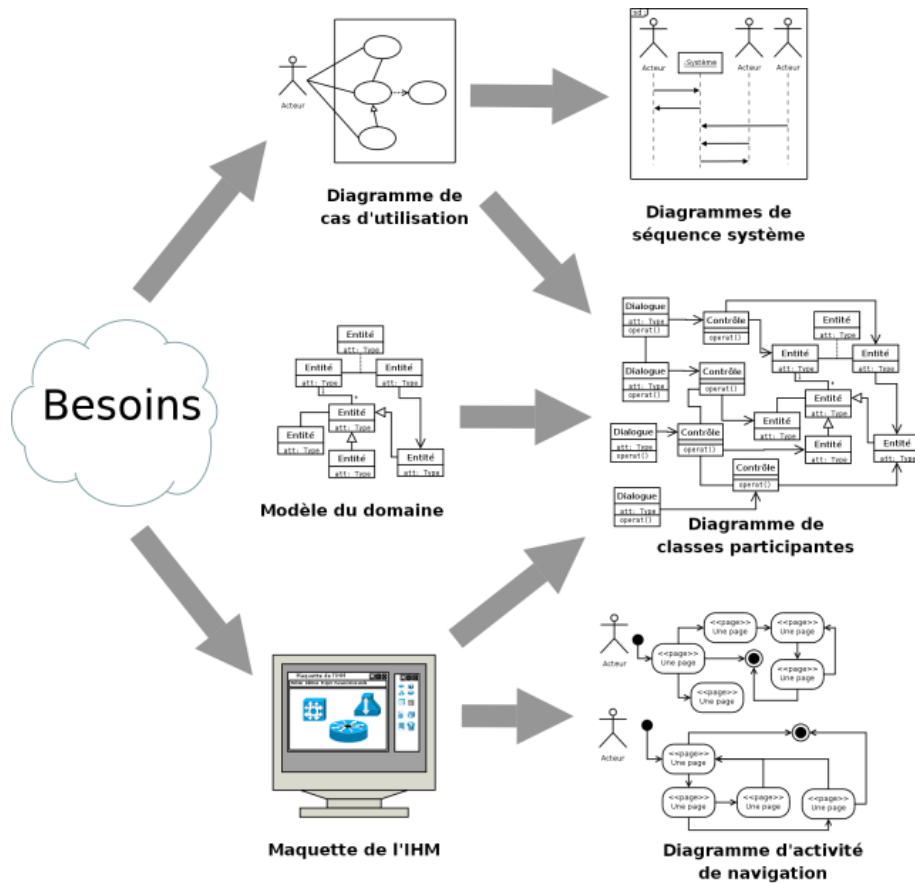 Acteur
Diagramme de
cas d'utilisation
sd
Acteur
:Système
Acteur
Acteur
Diagrammes de
séquence système
Besoins
Entité
att: Type
Entité
att: Type
Entité
att: Type
1
*
Entité
att: Type
Entité
att: Type
Entité
att: Type
Entité
att: Type
Modèle du domaine
Dialogue
att: Type
operat()
Contrôle
operat()
Entité
att: Type
Entité
att: Type
Entité
att: Type
1
*
Dialogue
att: Type
operat()
Contrôle
operat()
Entité
att: Type
Entité
att: Type
Dialogue
att: Type
operat()
Contrôle
operat()
Entité
att: Type
Entité
att: Type
Contrôle
operat()
Dialogue
att: Type
operat()
Diagramme de
classes participantes
Maquette de l'IHM
Maquette de l'IHM
Acteur
<<page>>
Une page
<<page>>
Une page
<<page>>
Une page
<<page>>
Une page
<<page>>
Une page
Acteur
<<page>>
Une page
<<page>>
Une page
<<page>>
Une page
<<page>>
Une page
Diagramme d'activité
de navigation